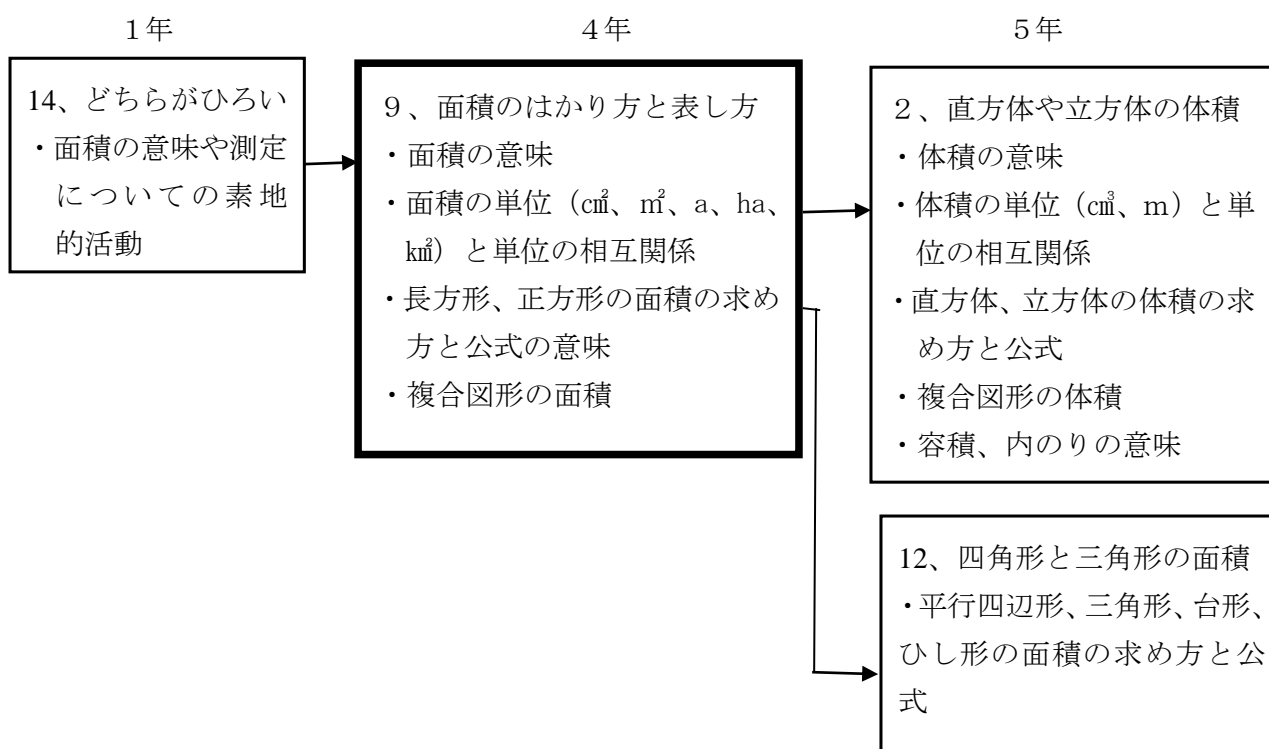 1年
4年
5年
14、どちらがひろい
・面積の意味や測定
についての素地
的活動
9、面積のはかり方と表し方
・面積の意味
・面積の単位（㎠、㎡、a、ha、
㎢）と単位の相互関係
・長方形、正方形の面積の求め
方と公式の意味
・複合図形の面積
2、直方体や立方体の体積
・体積の意味
・体積の単位（㎤、m）と単
位の相互関係
・直方体、立方体の体積の求
め方と公式
・複合図形の体積
・容積、内のりの意味
12、四角形と三角形の面積
・平行四辺形、三角形、台形、
ひし形の面積の求め方と公
式